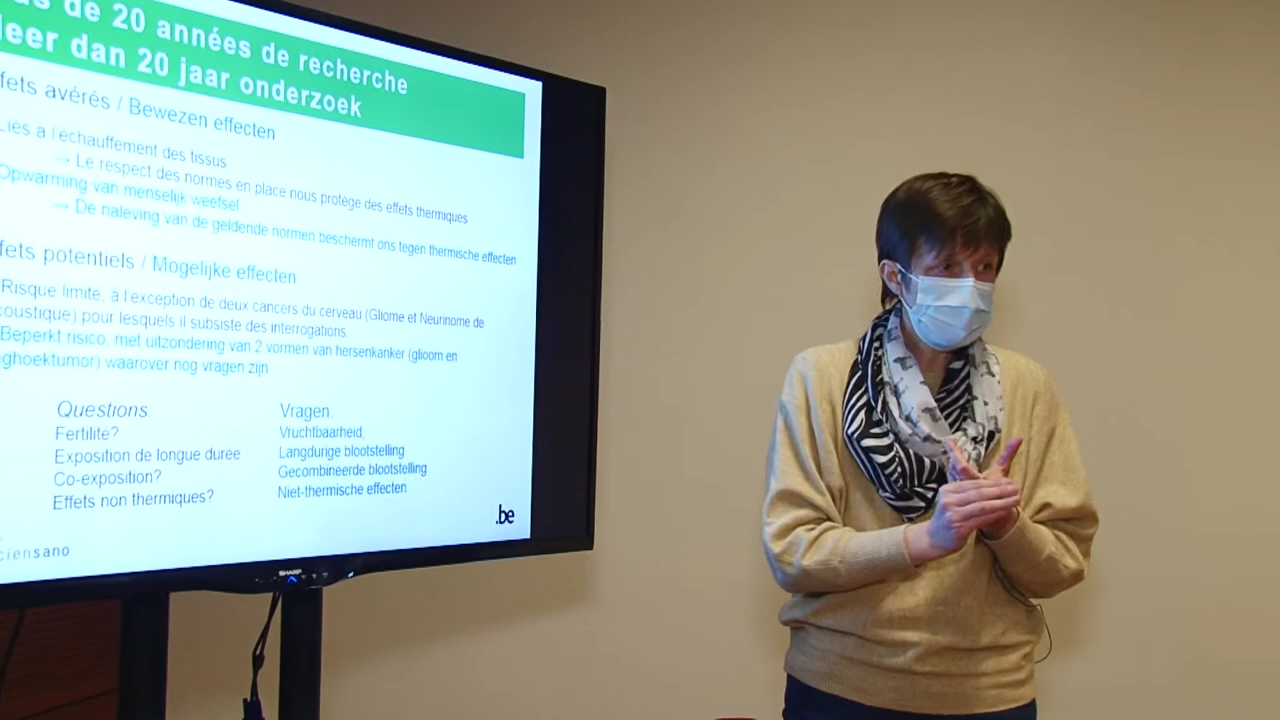 de 20 années de recherche
dan 20 jaar onderzoek
avérés / Bewezen effecten
Liés à l'échauffement des tissus
→ Le respect des normes en place nous protège des effets thermiques
Opwarming van menselijk weefsel
→ De naleving van de geldende normen beschermt ons tegen thermische effecten
potentiels / Mogelijke effecten
Risque limité, à l'exception de deux cancers du cerveau (Gliome et Neurinome de
coustique) pour lesquels il subsiste des interrogations.
Beperkt risico, met uitzondering van 2 vormen van hersenkanker (glioom en
ghoektumor) waarover nog vragen zijn
Questions.
Fertilité?
Exposition de longue durée
Co-exposition?
Effets non thermiques?
Vragen.
Vruchtbaarheid,
Langdurige blootstelling
Gecombineerde blootstelling
Niet-thermische effecten
.be
ciensano
SHARP